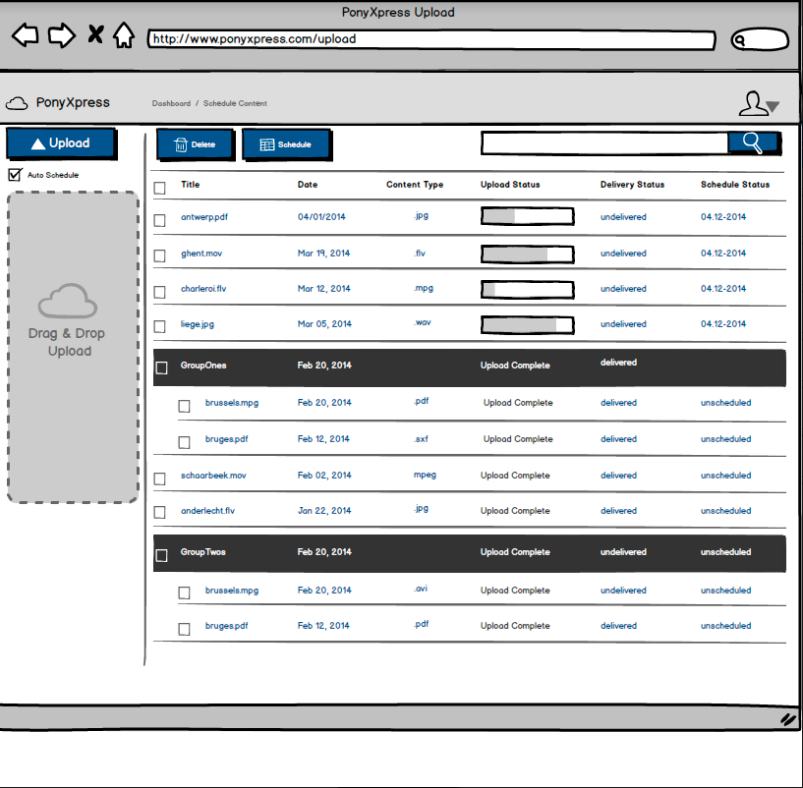 PonyXpress Upload
http://www.ponyxpress.com/upload
PonyXpress
Dashboard / Schedule Content
Upload
Delete
Schedule
Auto Schedule
Drag & Drop
Upload
Title Date Content Type Upload Status Delivery Status Schedule Status
antwerp.pdf 04/01/2014 .jpg undelivered 04.12-2014
ghent.mov Mar 19, 2014 .flv undelivered 04.12-2014
charleroi.flv Mar 12, 2014 .mpg undelivered 04.12-2014
liege.jpg Mar 05, 2014 .wav undelivered 04.12-2014
GroupOnes Feb 20, 2014 Upload Complete delivered
brussels.mpg Feb 20, 2014 .pdf Upload Complete delivered unscheduled
bruges.pdf Feb 12, 2014 .sxf Upload Complete delivered unscheduled
schaarbeek.mov Feb 02, 2014 mpeg Upload Complete delivered unscheduled
anderlecht.flv Jan 22, 2014 .jpg Upload Complete delivered unscheduled
GroupTwos Feb 20, 2014 Upload Complete undelivered unscheduled
brussels.mpg Feb 20, 2014 .avi Upload Complete undelivered unscheduled
bruges.pdf Feb 12, 2014 .pdf Upload Complete delivered unscheduled